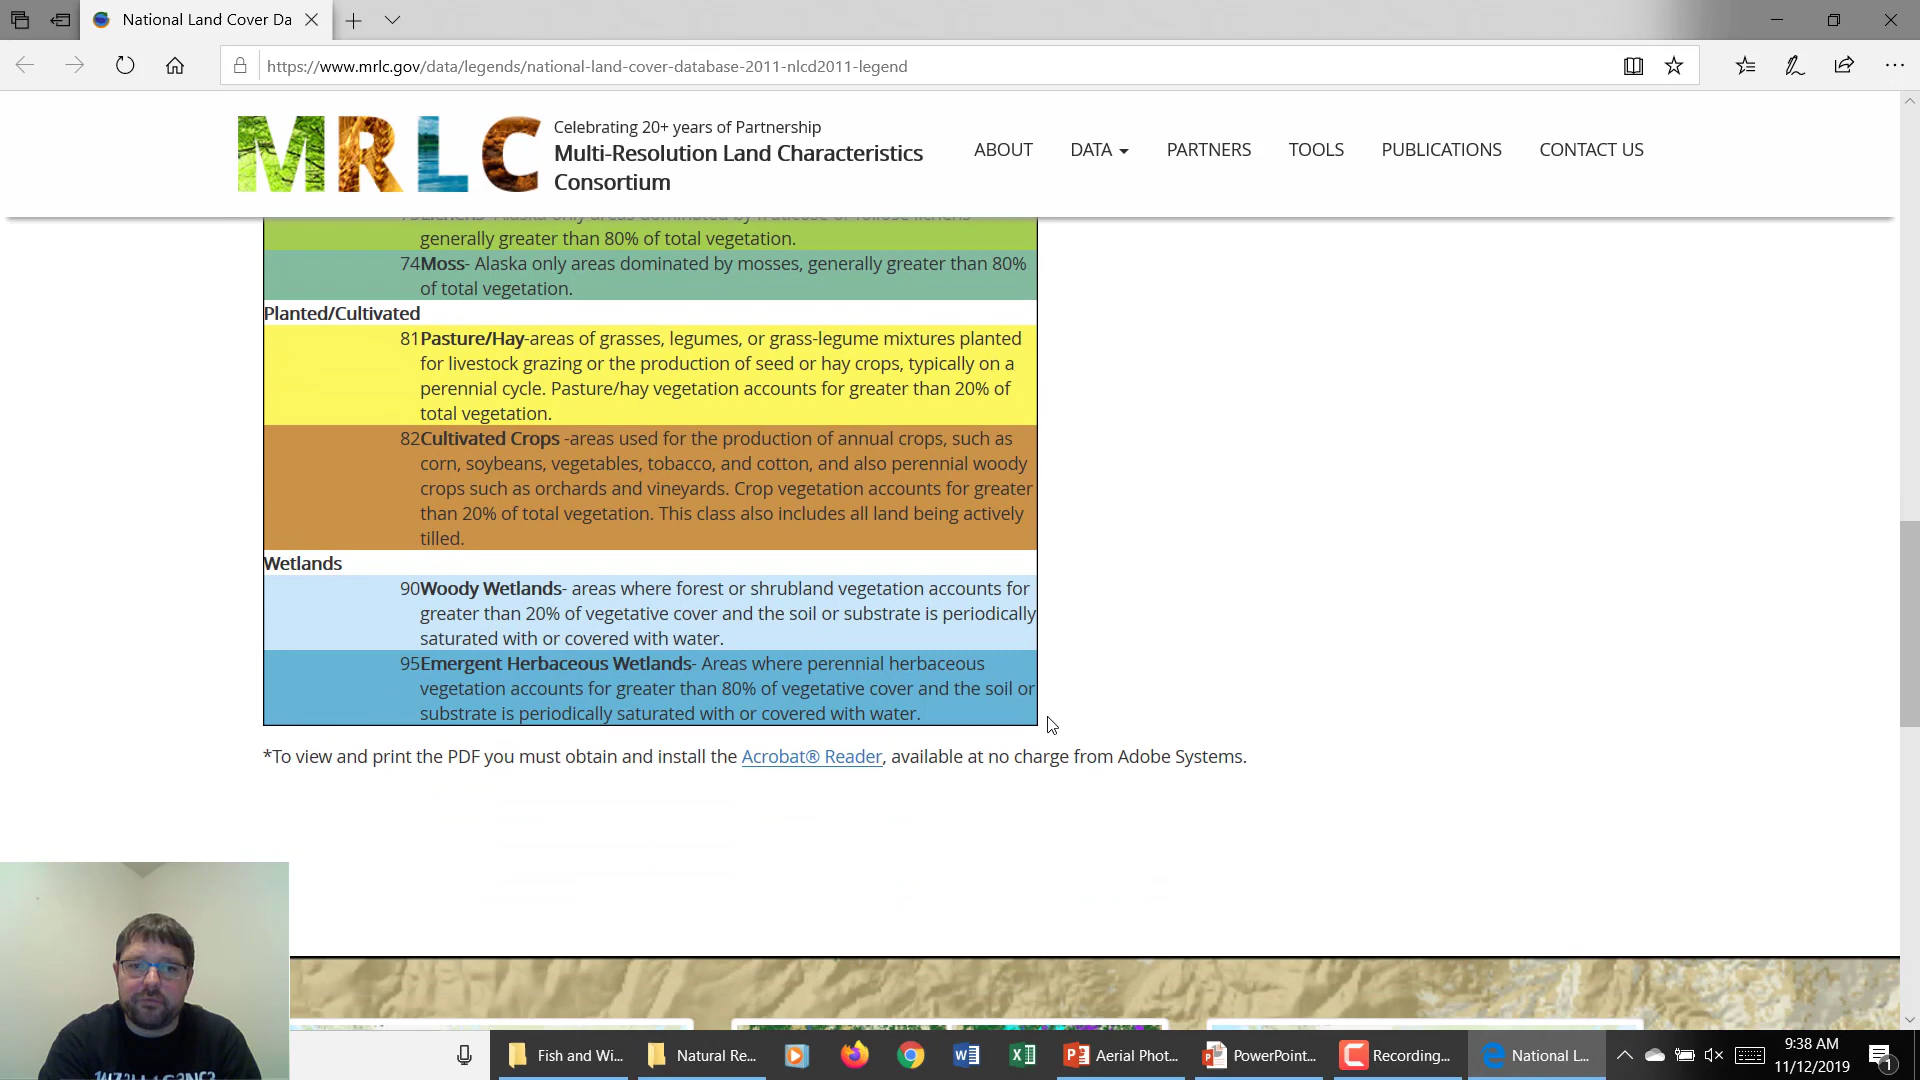 National Land Cover Da
https://www.mrlc.gov/data/legends/national-land-cover-database-2011-nlcd2011-legend
MRLC
Celebrating 20+ years of Partnership
Multi-Resolution Land Characteristics
Consortium
ABOUT
DATA
PARTNERS
TOOLS
PUBLICATIONS
CONTACT US
generally greater than 80% of total vegetation.
74Moss- Alaska only areas dominated by mosses, generally greater than 80%
of total vegetation.
Planted/Cultivated
81Pasture/Hay-areas of grasses, legumes, or grass-legume mixtures planted
for livestock grazing or the production of seed or hay crops, typically on a
perennial cycle. Pasture/hay vegetation accounts for greater than 20% of
total vegetation.
82Cultivated Crops -areas used for the production of annual crops, such as
corn, soybeans, vegetables, tobacco, and cotton, and also perennial woody
crops such as orchards and vineyards. Crop vegetation accounts for greater
than 20% of total vegetation. This class also includes all land being actively
tilled.
Wetlands
90Woody Wetlands- areas where forest or shrubland vegetation accounts for
greater than 20% of vegetative cover and the soil or substrate is periodically
saturated with or covered with water.
95Emergent Herbaceous Wetlands- Areas where perennial herbaceous
vegetation accounts for greater than 80% of vegetative cover and the soil or
substrate is periodically saturated with or covered with water.
*To view and print the PDF you must obtain and install the Acrobat® Reader, available at no charge from Adobe Systems.
Fish and Wi...
Natural Re...
Aerial Phot...
PowerPoint...
Recording...
National L...
9:38 AM
11/12/2019
1